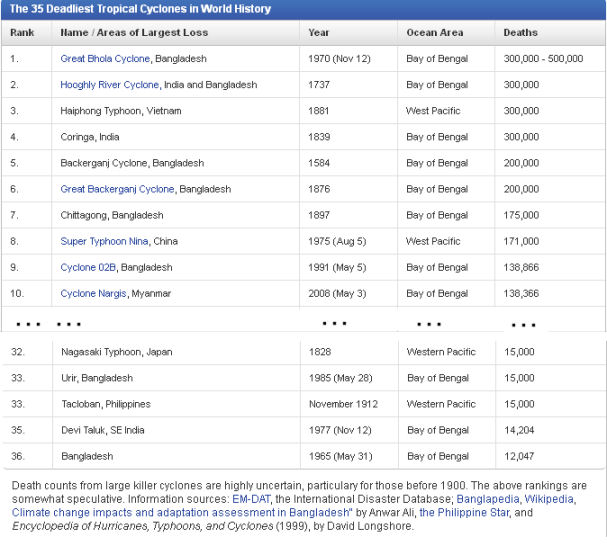 The 35 Deadliest Tropical Cyclones in World History
Rank Name / Areas of Largest Loss Year Ocean Area Deaths
1. Great Bhola Cyclone, Bangladesh 1970 (Nov 12) Bay of Bengal 300,000 - 500,000
2. Hooghly River Cyclone, India and Bangladesh 1737 Bay of Bengal 300,000
3. Haiphong Typhoon, Vietnam 1881 West Pacific 300,000
4. Coringa, India 1839 Bay of Bengal 300,000
5. Backerganj Cyclone, Bangladesh 1584 Bay of Bengal 200,000
6. Great Backerganj Cyclone, Bangladesh 1876 Bay of Bengal 200,000
7. Chittagong, Bangladesh 1897 Bay of Bengal 175,000
8. Super Typhoon Nina, China 1975 (Aug 5) West Pacific 171,000
9. Cyclone 02B, Bangladesh 1991 (May 5) Bay of Bengal 138,866
10. Cyclone Nargis, Myanmar 2008 (May 3) Bay of Bengal 138,366
... ... ... ... ...
32. Nagasaki Typhoon, Japan 1828 Western Pacific 15,000
33. Urir, Bangladesh 1985 (May 28) Bay of Bengal 15,000
33. Tacloban, Philippines November 1912 Western Pacific 15,000
35. Devi Taluk, SE India 1977 (Nov 12) Bay of Bengal 14,204
36. Bangladesh 1965 (May 31) Bay of Bengal 12,047
Death counts from large killer cyclones are highly uncertain, particulary for those before 1900. The above rankings are
somewhat speculative. Information sources: EM-DAT, the International Disaster Database; Banglapedia, Wikipedia,
Climate change impacts and adaptation assessment in Bangladesh" by Anwar Ali, the Philippine Star, and
Encyclopedia of Hurricanes, Typhoons, and Cyclones (1999), by David Longshore.